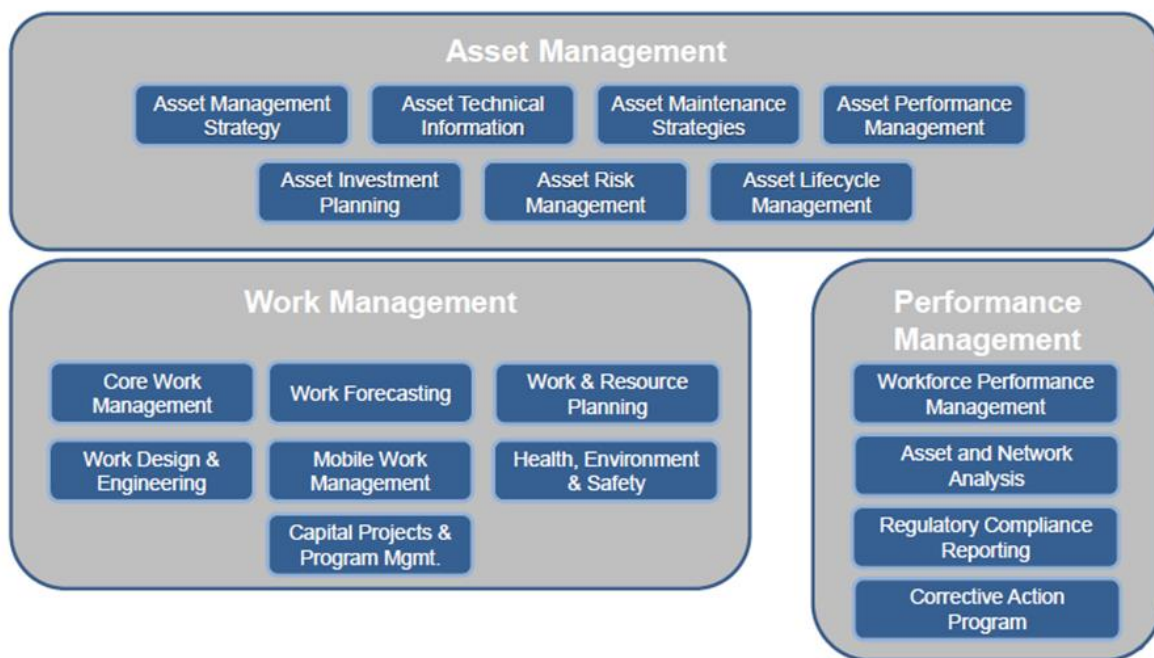 Asset Management
Asset Management
Strategy
Asset Technical
Information
Asset Maintenance
Strategies
Asset Performance
Management
Asset Investment
Planning
Asset Risk
Management
Asset Lifecycle
Management
Work Management
Core Work
Management
Work Forecasting
Work & Resource
Planning
Work Design &
Engineering
Mobile Work
Management
Health, Environment
& Safety
Capital Projects &
Program Mgmt.
Performance
Management
Workforce Performance
Management
Asset and Network
Analysis
Regulatory Compliance
Reporting
Corrective Action
Program